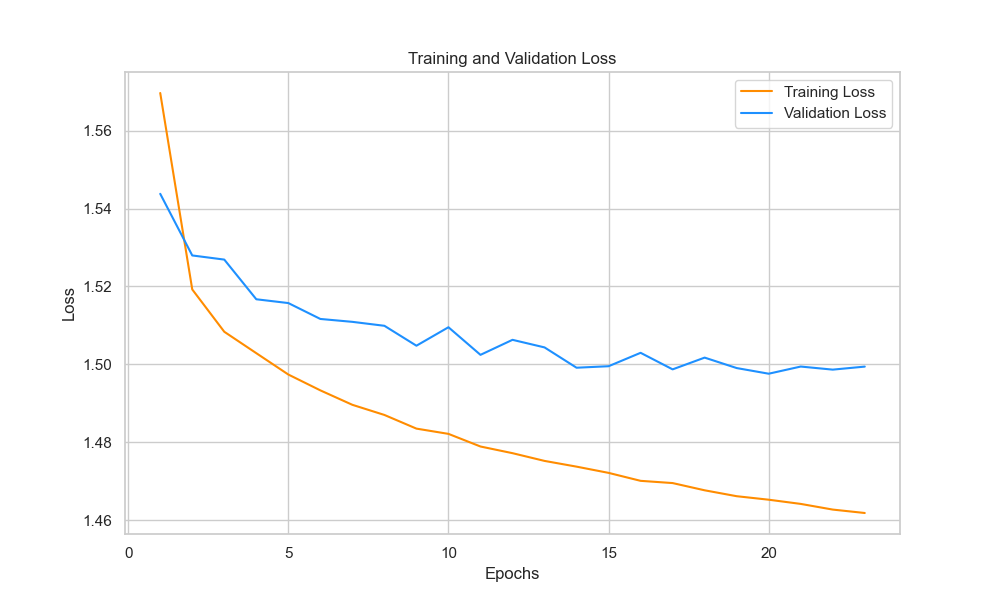 Training and Validation Loss
Training Loss
Validation Loss
1.56
1.54
1.52
1.50
1.48
1.46
Loss
0
5
10
15
20
Epochs